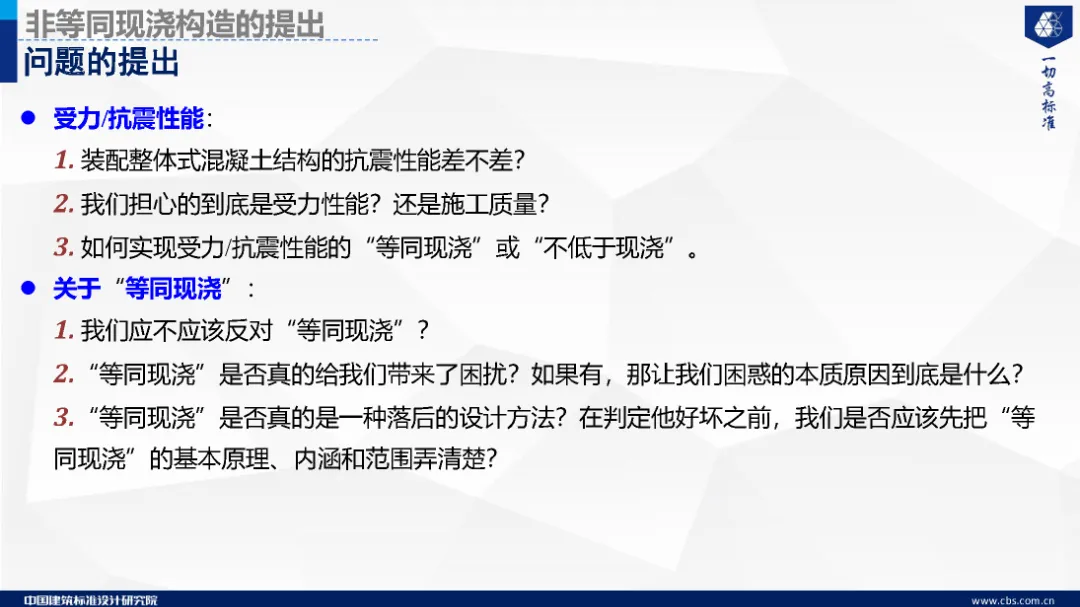 非等同现浇构造的提出
问题的提出
一切高标准
● 受力/抗震性能：
1. 装配整体式混凝土结构的抗震性能差不差？
2. 我们担心的到底是受力性能？还是施工质量？
3. 如何实现受力/抗震性能的“等同现浇”或“不低于现浇”。
● 关于“等同现浇”：
1. 我们应不应该反对“等同现浇”？
2. “等同现浇”是否真的给我们带来了困扰？如果有，那让我们困惑的本质原因到底是什么？
3. “等同现浇”是否真的是一种落后的设计方法？在判定他好坏之前，我们是否应该先把“等
同现浇”的基本原理、内涵和范围弄清楚？
中国建筑标准设计研究院
www.cbs.com.cn